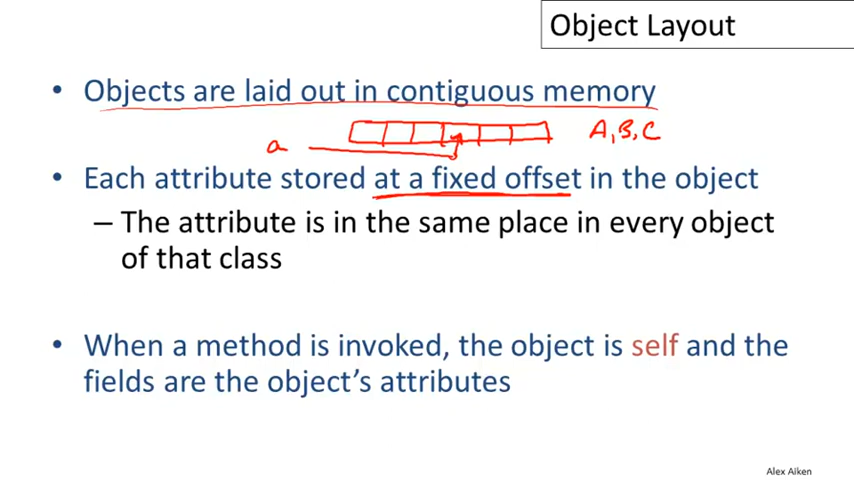 Object Layout
• Objects are laid out in contiguous memory
A, B, C
a
• Each attribute stored at a fixed offset in the object
– The attribute is in the same place in every object
of that class
• When a method is invoked, the object is self and the
fields are the object's attributes
Alex Aiken